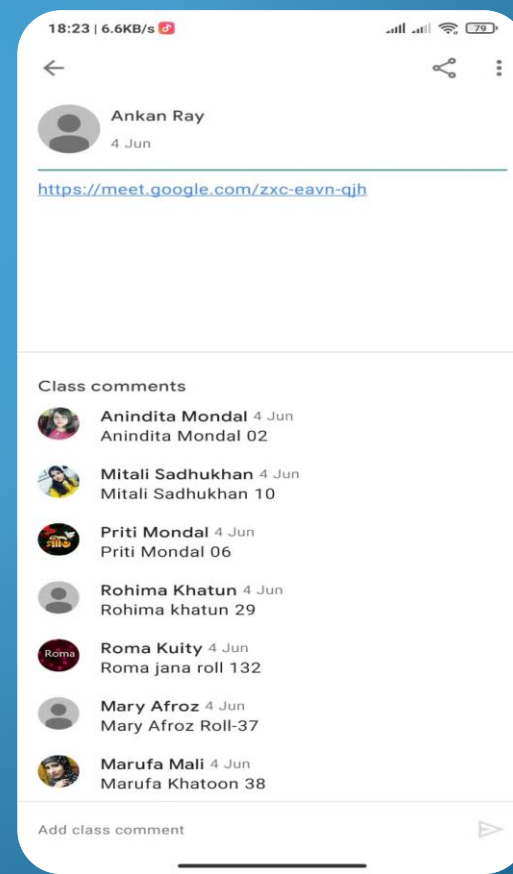 18:23 | 6.6KB/s
79
Ankan Ray
4 Jun
https://meet.google.com/zxc-eavn-qjh
Class comments
Anindita Mondal 4 Jun
Anindita Mondal 02
Mitali Sadhukhan 4 Jun
Mitali Sadhukhan 10
Priti Mondal 4 Jun
Priti Mondal 06
Rohima Khatun 4 Jun
Rohima khatun 29
Roma
Roma Kuity 4 Jun
Roma jana roll 132
Mary Afroz 4 Jun
Mary Afroz Roll-37
Marufa Mali 4 Jun
Marufa Khatoon 38
Add class comment